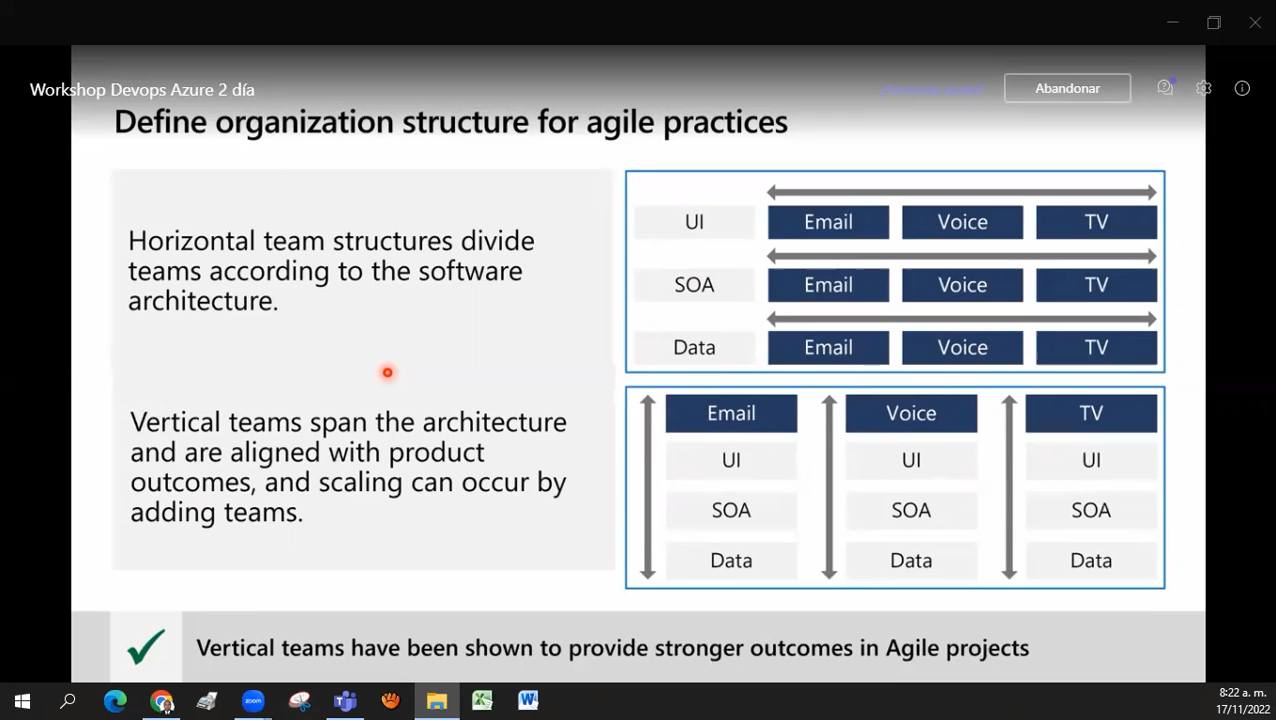 Workshop Devops Azure 2 día
Abandonar
Define organization structure for agile practices
Horizontal team structures divide
teams according to the software
architecture.
UI Email Voice TV
SOA Email Voice TV
Data Email Voice TV
Vertical teams span the architecture
and are aligned with product
outcomes, and scaling can occur by
adding teams.
Email Voice TV
UI UI UI
SOA SOA SOA
Data Data Data
Vertical teams have been shown to provide stronger outcomes in Agile projects
zoom
8:22 a. m.
17/11/2022